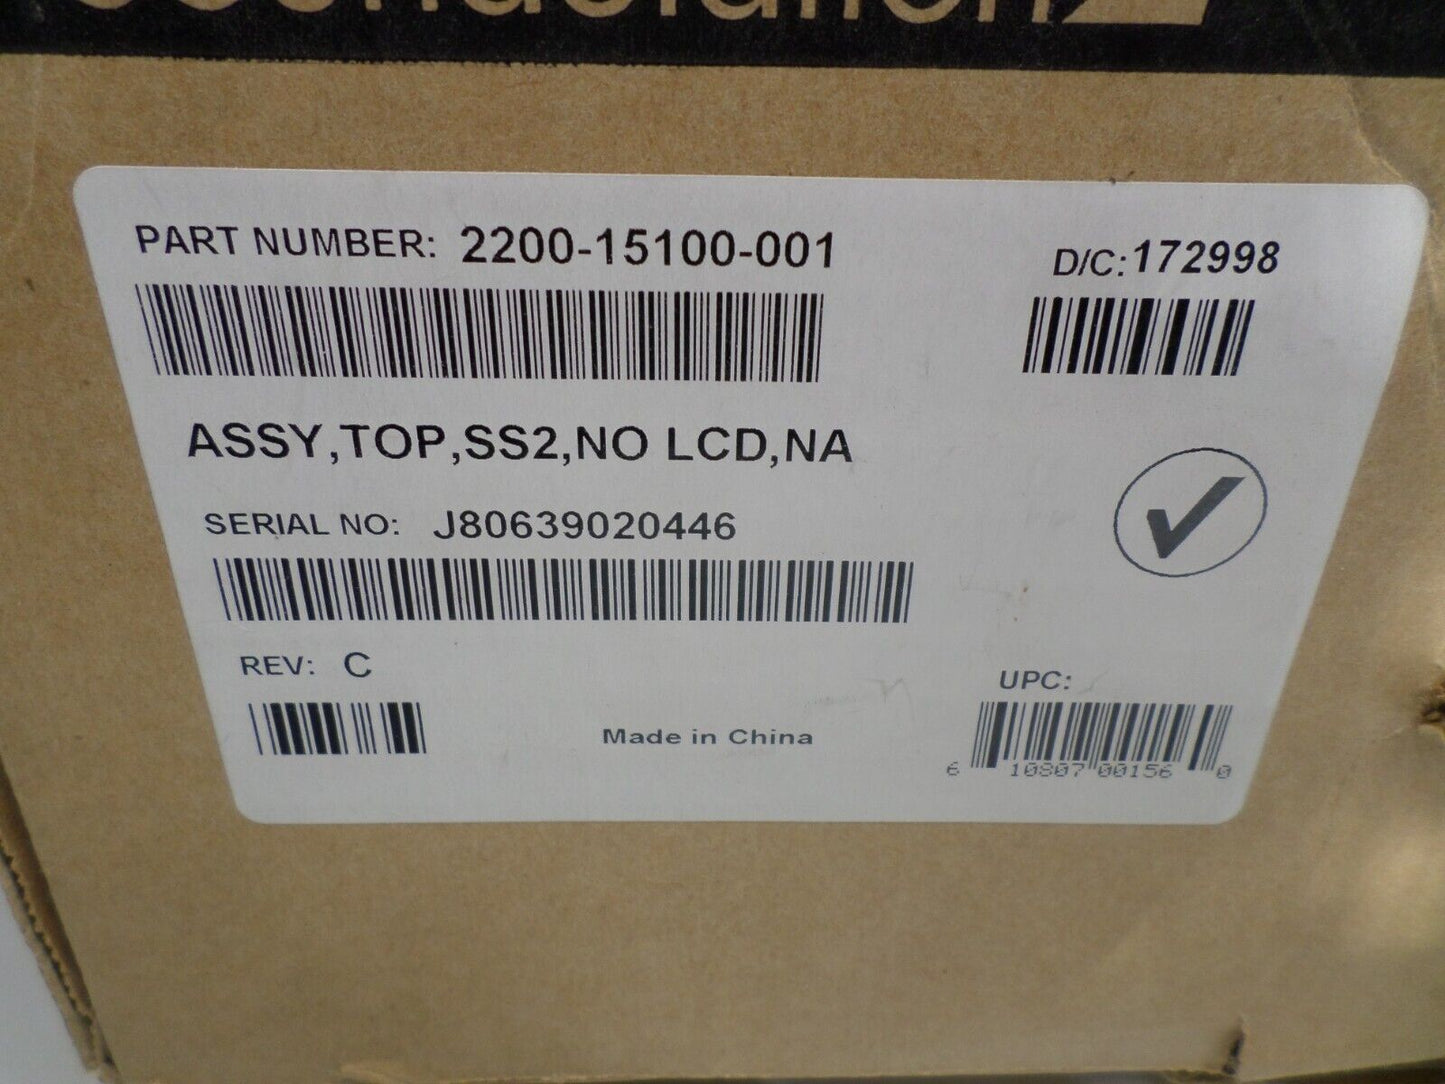 PART NUMBER: 2200-15100-001
D/C:172998
ASSY,TOP,SS2,NO LCD,NA
SERIAL NO: J80639020446
REV: C
UPC:
Made in China
6 10807 00156 0